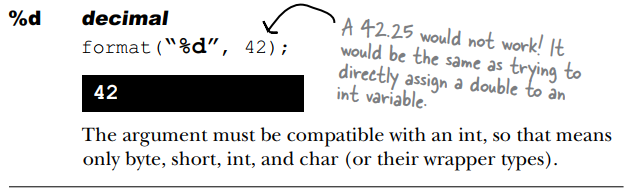 %d decimal
format("%d", 42);
A 42.25 would not work! It
would be the same as trying to
directly assign a double to an
int variable.
42
The argument must be compatible with an int, so that means
only byte, short, int, and char (or their wrapper types).